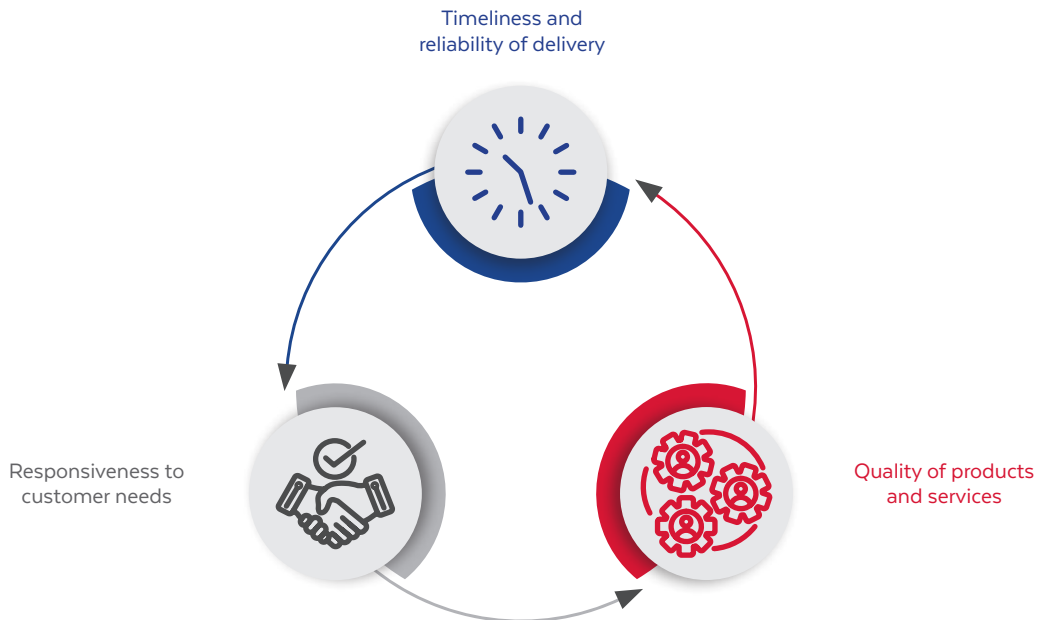 Timeliness and
reliability of delivery
Responsiveness to
customer needs
Quality of products
and services